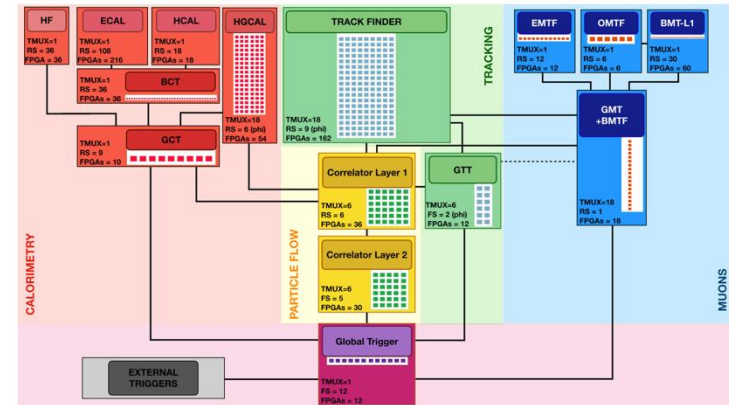 HF
TMUX=1
RS = 36
FPGA = 36
ECAL
TMUX=1
RS = 108
FPGAs = 216
HCAL
TMUX=1
RS = 18
FPGAs = 18
HGCAL
TMUX=18
RS = 6 (phi)
FPGAs = 54
BCT
TMUX=1
RS = 36
FPGAs = 36
GCT
TMUX=1
RS = 9
FPGAs = 10
CALORIMETRY
TRACK FINDER
TMUX=18
RS = 9 (phi)
FPGAs = 162
TRACKING
Correlator Layer 1
TMUX=6
RS = 6
FPGAs = 36
GTT
TMUX=6
FS = 2 (phi)
FPGAs = 12
Correlator Layer 2
TMUX=6
FS = 5
FPGAs = 30
PARTICLE FLOW
EMTF
TMUX=1
RS = 12
FPGAs = 12
OMTF
TMUX=1
RS = 6
FPGAs = 6
BMT-L1
TMUX=1
RS = 30
FPGAs = 60
GMT
+BMTF
TMUX=18
RS = 1
FPGAs = 18
MUONS
Global Trigger
TMUX=1
FS = 12
FPGAs = 12
EXTERNAL
TRIGGERS